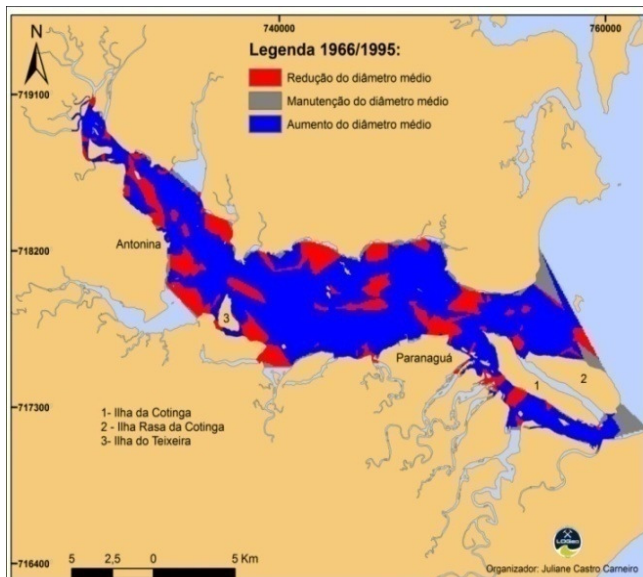 740000
760000
Legenda 1966/1995:
N
Redução do diâmetro médio
719100
Manutenção do diâmetro médio
Aumento do diâmetro médio
Antonina
718200
3
Paranaguá
1
2
717300
1- Ilha da Cotinga
2 - Ilha Rasa da Cotinga
3- Ilha do Teixeira
5 2,5 0 5 Km
716400
LOGeo
Organizador: Juliane Castro Carneiro